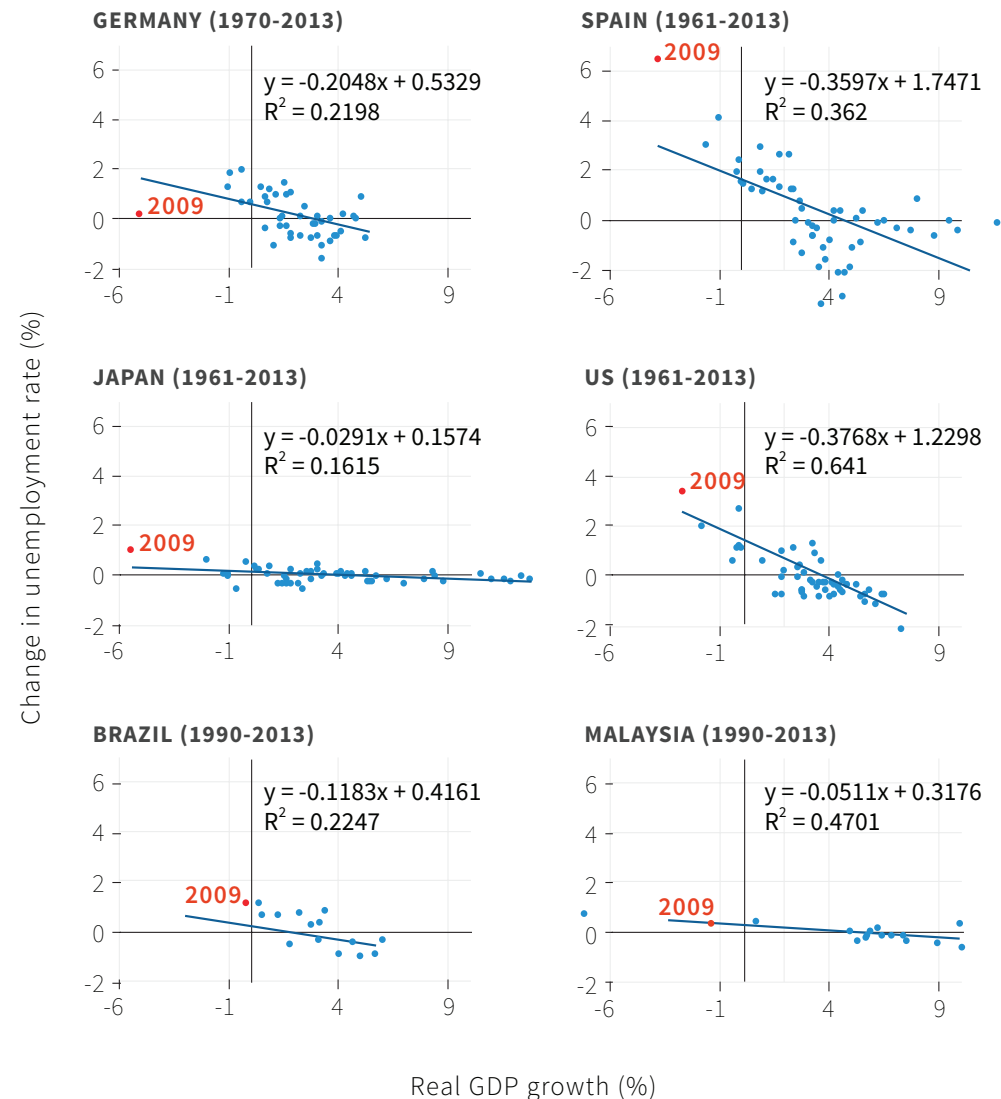 Change in unemployment rate (%)
GERMANY (1970-2013)
y = -0.2048x + 0.5329
R² = 0.2198
2009
6
4
2
0
-2
-6 -1 4 9
SPAIN (1961-2013)
2009
y = -0.3597x + 1.7471
R² = 0.362
6
4
2
0
-2
-6 -1 4 9
JAPAN (1961-2013)
y = -0.0291x + 0.1574
R² = 0.1615
2009
6
4
2
0
-2
-6 -1 4 9
US (1961-2013)
y = -0.3768x + 1.2298
R² = 0.641
2009
6
4
2
0
-2
-6 -1 4 9
BRAZIL (1990-2013)
y = -0.1183x + 0.4161
R² = 0.2247
2009
6
4
2
0
-2
-6 -1 4 9
MALAYSIA (1990-2013)
y = -0.0511x + 0.3176
R² = 0.4701
2009
6
4
2
0
-2
-6 -1 4 9
Real GDP growth (%)